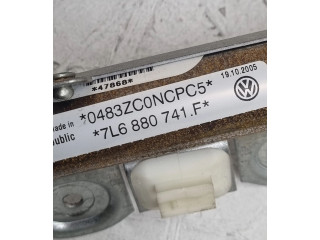 *47668*
19.10.2005
*0483ZC0NCPC5*
made in
*7L6 880 741.F*
public